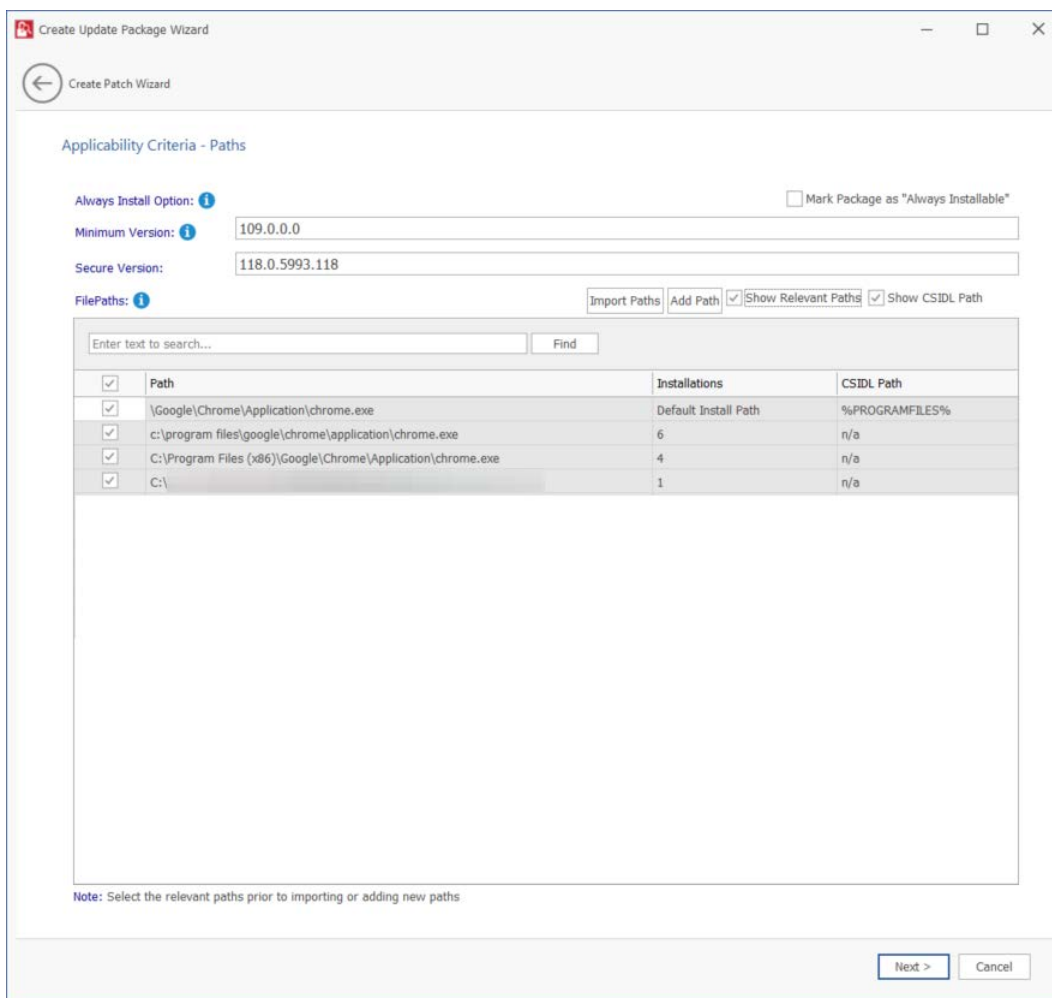 Create Update Package Wizard
Create Patch Wizard
Applicability Criteria - Paths
Always Install Option: Mark Package as "Always Installable"
Minimum Version: 109.0.0.0
Secure Version: 118.0.5993.118
FilePaths: Import Paths Add Path Show Relevant Paths Show CSIDL Path
Enter text to search... Find
Path Installations CSIDL Path
\Google\Chrome\Application\chrome.exe Default Install Path %PROGRAMFILES%
c:\program files\google\chrome\application\chrome.exe 6 n/a
C:\Program Files (x86)\Google\Chrome\Application\chrome.exe 4 n/a
C:\ 1 n/a
Note: Select the relevant paths prior to importing or adding new paths
Next > Cancel